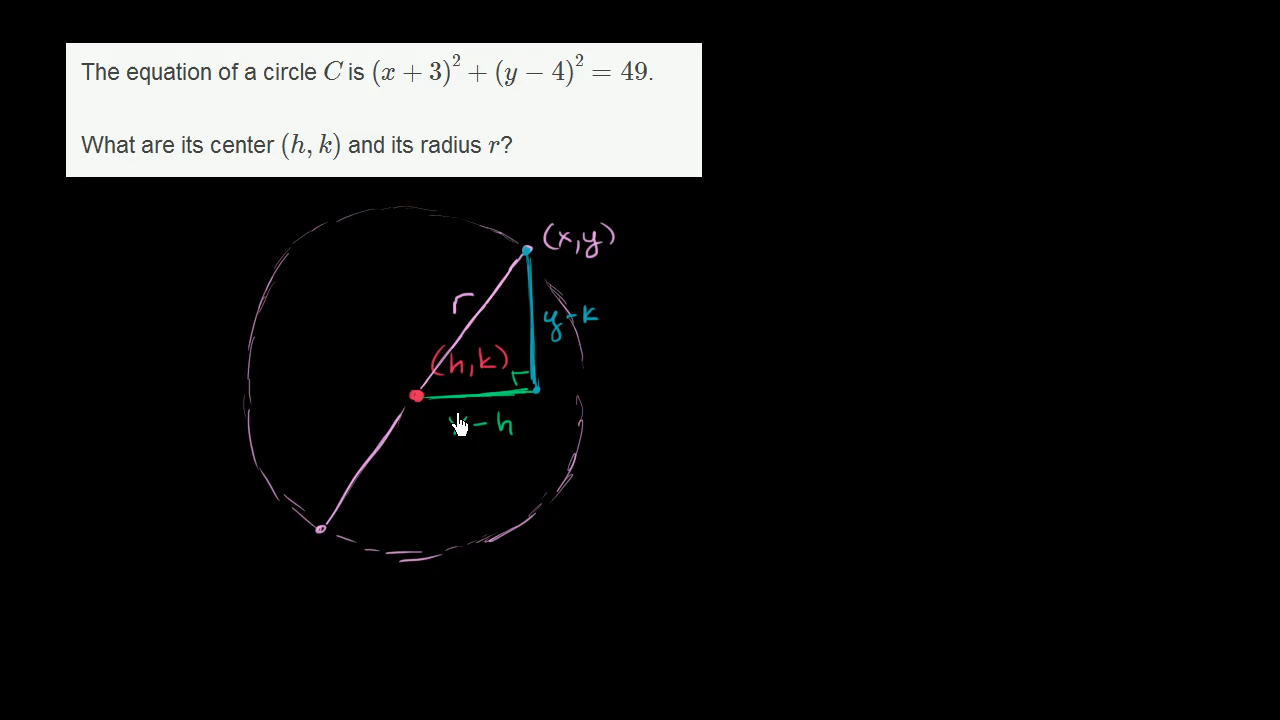 The equation of a circle C is (x + 3)² + (y − 4)² = 49.
What are its center (h, k) and its radius r?
(x,y)
r
y-k
(h,k)
x-h